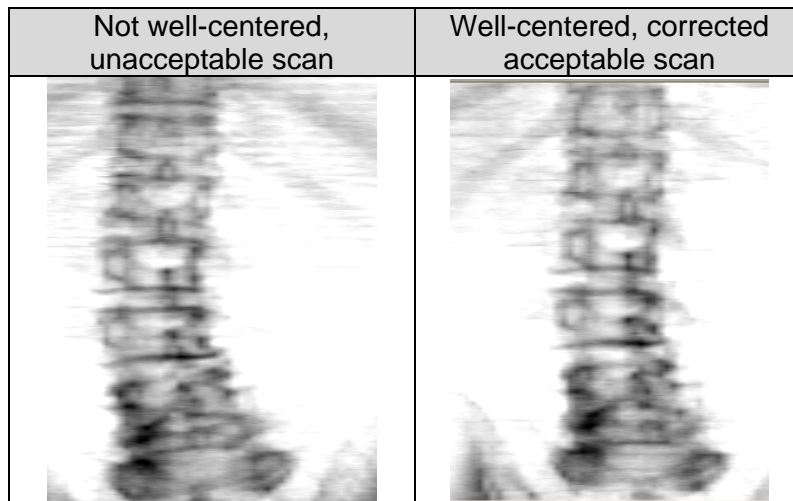 Not well-centered,
unacceptable scan
Well-centered, corrected
acceptable scan